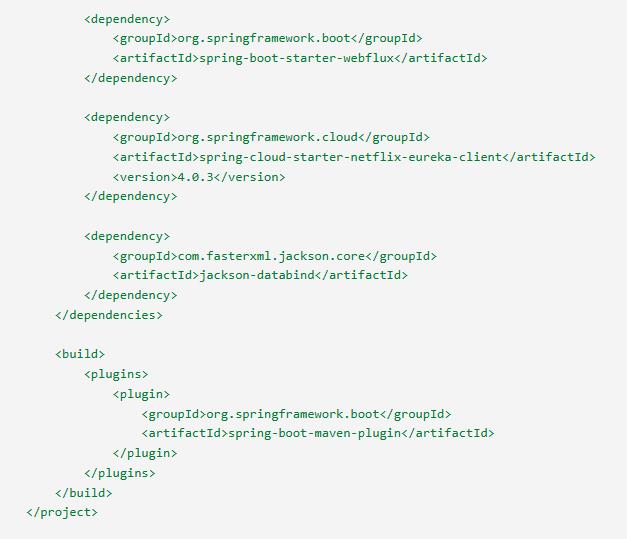 <dependency>
<groupId>org.springframework.boot</groupId>
<artifactId>spring-boot-starter-webflux</artifactId>
</dependency>
<dependency>
<groupId>org.springframework.cloud</groupId>
<artifactId>spring-cloud-starter-netflix-eureka-client</artifactId>
<version>4.0.3</version>
</dependency>
<dependency>
<groupId>com.fasterxml.jackson.core</groupId>
<artifactId>jackson-databind</artifactId>
</dependency>
</dependencies>
<build>
<plugins>
<plugin>
<groupId>org.springframework.boot</groupId>
<artifactId>spring-boot-maven-plugin</artifactId>
</plugin>
</plugins>
</build>
</project>